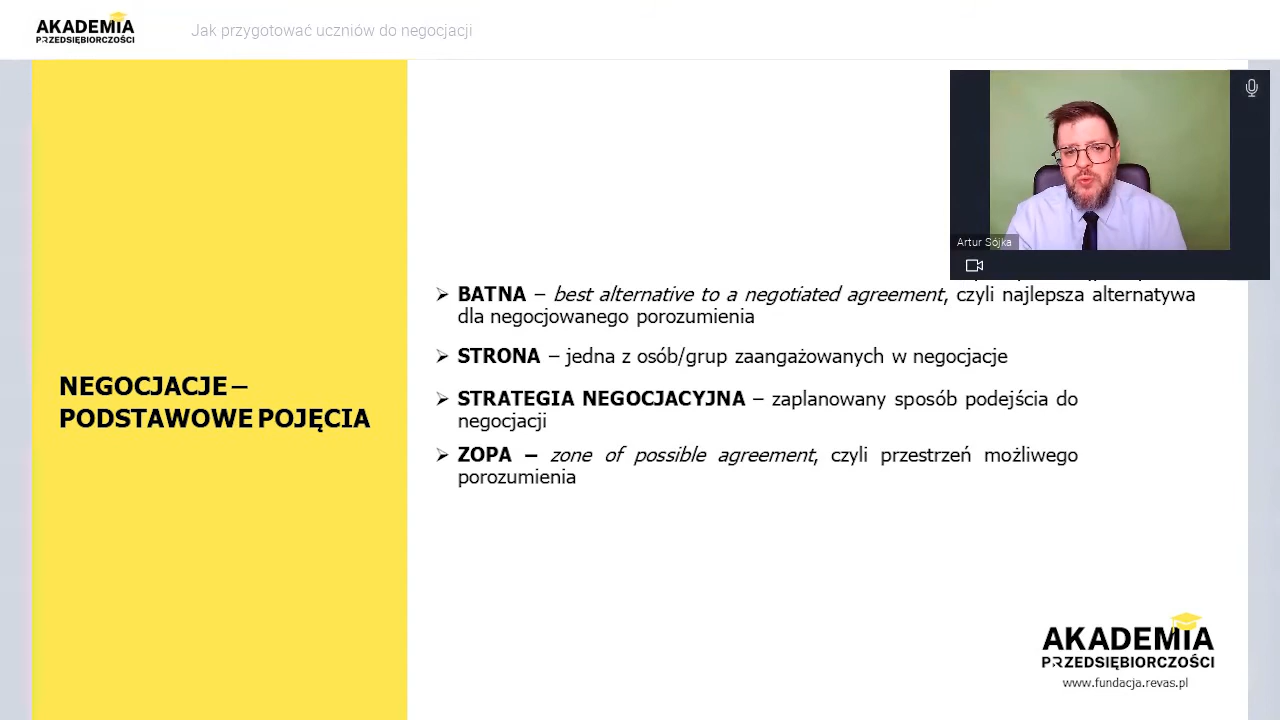 AKADEMIA
PRZEDSIĘBIORCZOŚCI
Jak przygotować uczniów do negocjacji
Artur Sójka
NEGOCJACJE –
PODSTAWOWE POJĘCIA
➢ BATNA – best alternative to a negotiated agreement, czyli najlepsza alternatywa
dla negocjowanego porozumienia
➢ STRONA – jedna z osób/grup zaangażowanych w negocjacje
➢ STRATEGIA NEGOCJACYJNA – zaplanowany sposób podejścia do
negocjacji
➢ ZOPA – zone of possible agreement, czyli przestrzeń możliwego
porozumienia
AKADEMIA
PRZEDSIĘBIORCZOŚCI
www.fundacja.revas.pl